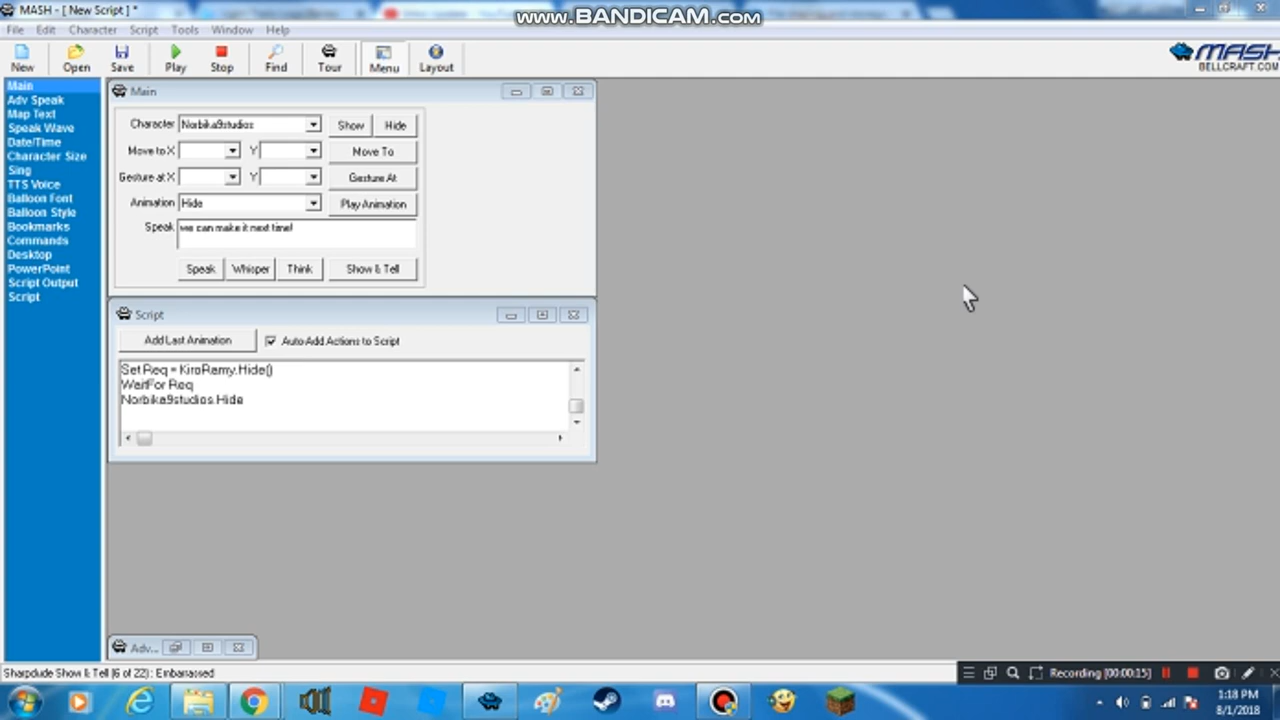 MASH - [ New Script ] *
www.BANDICAM.com
File Edit Character Script Tools Window Help
New Open Save Play Stop Find Tour Menu Layout
MASH
BELLCRAFT.COM
Main
Adv Speak
Map Text
Speak Wave
Date/Time
Character Size
Sing
TTS Voice
Balloon Font
Balloon Style
Bookmarks
Commands
Desktop
PowerPoint
Script Output
Script
Main
Character Norbika9studios Show Hide
Move to X Y Move To
Gesture at X Y Gesture At
Animation Hide Play Animation
Speak we can make it next time!
Speak Whisper Think Show & Tell
Script
Add Last Animation Auto-Add Actions to Script
Set Req = KiroRamy.Hide()
WaitFor Req
Norbika9studios.Hide
Adv...
Sharpdude Show & Tell (6 of 22): Embarrassed
Recording [00:00:15]
1:18 PM
8/1/2018